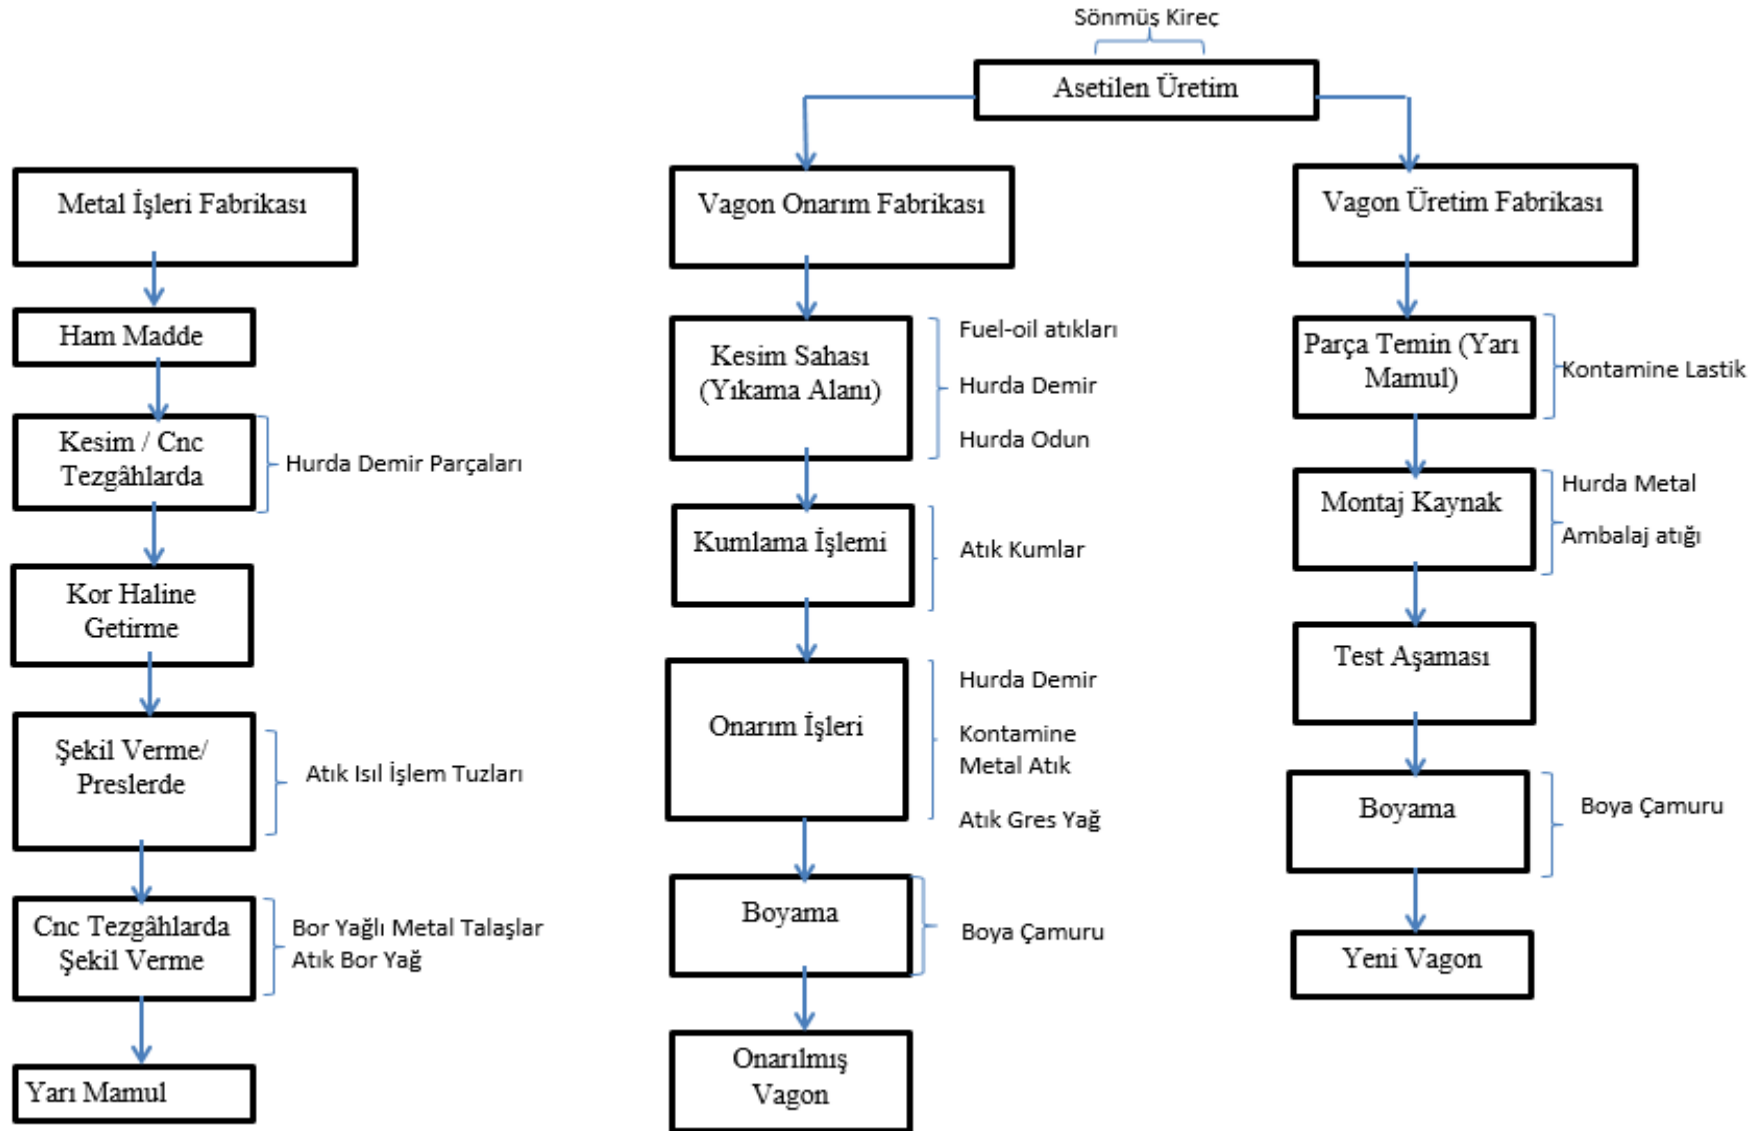 Sönmüş Kireç
Asetilen Üretim
Metal İşleri Fabrikası
Ham Madde
Kesim / Cnc
Tezgâhlarda
Hurda Demir Parçaları
Kor Haline
Getirme
Şekil Verme/
Preslerde
Atık Isıl İşlem Tuzları
Cnc Tezgâhlarda
Şekil Verme
Bor Yağlı Metal Talaşlar
Atık Bor Yağ
Yarı Mamul
Vagon Onarım Fabrikası
Kesim Sahası
(Yıkama Alanı)
Fuel-oil atıkları
Hurda Demir
Hurda Odun
Kumlama İşlemi
Atık Kumlar
Onarım İşleri
Hurda Demir
Kontamine
Metal Atık
Atık Gres Yağ
Boyama
Boya Çamuru
Onarılmış
Vagon
Vagon Üretim Fabrikası
Parça Temin (Yarı
Mamul)
Kontamine Lastik
Montaj Kaynak
Hurda Metal
Ambalaj atığı
Test Aşaması
Boyama
Boya Çamuru
Yeni Vagon